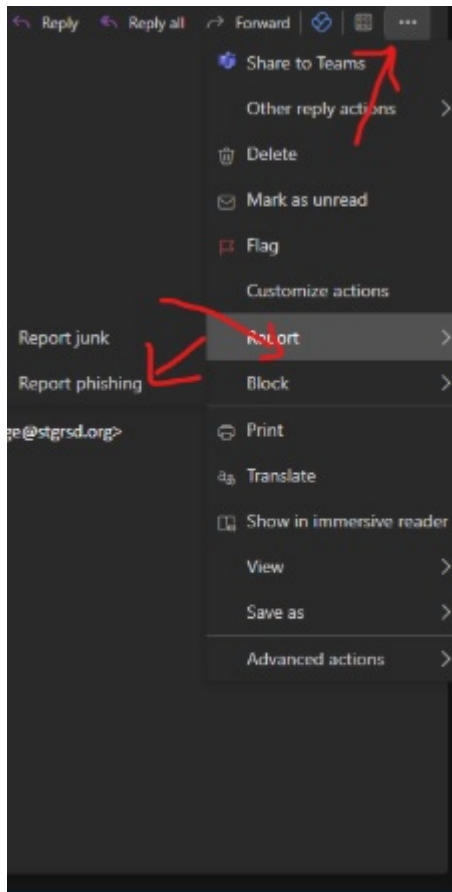 Reply Reply all Forward ...
Share to Teams
Other reply actions
Delete
Mark as unread
Flag
Customize actions
Report junk Report
Report phishing Block
ge@stgrsd.org> Print
Translate
Show in immersive reader
View
Save as
Advanced actions